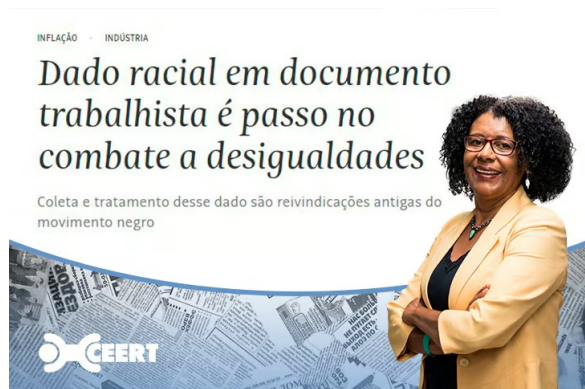 INFLAÇÃO · INDÚSTRIA
Dado racial em documento
trabalhista é passo no
combate a desigualdades
Coleta e tratamento desse dado são reivindicações antigas do
movimento negro
CEERT